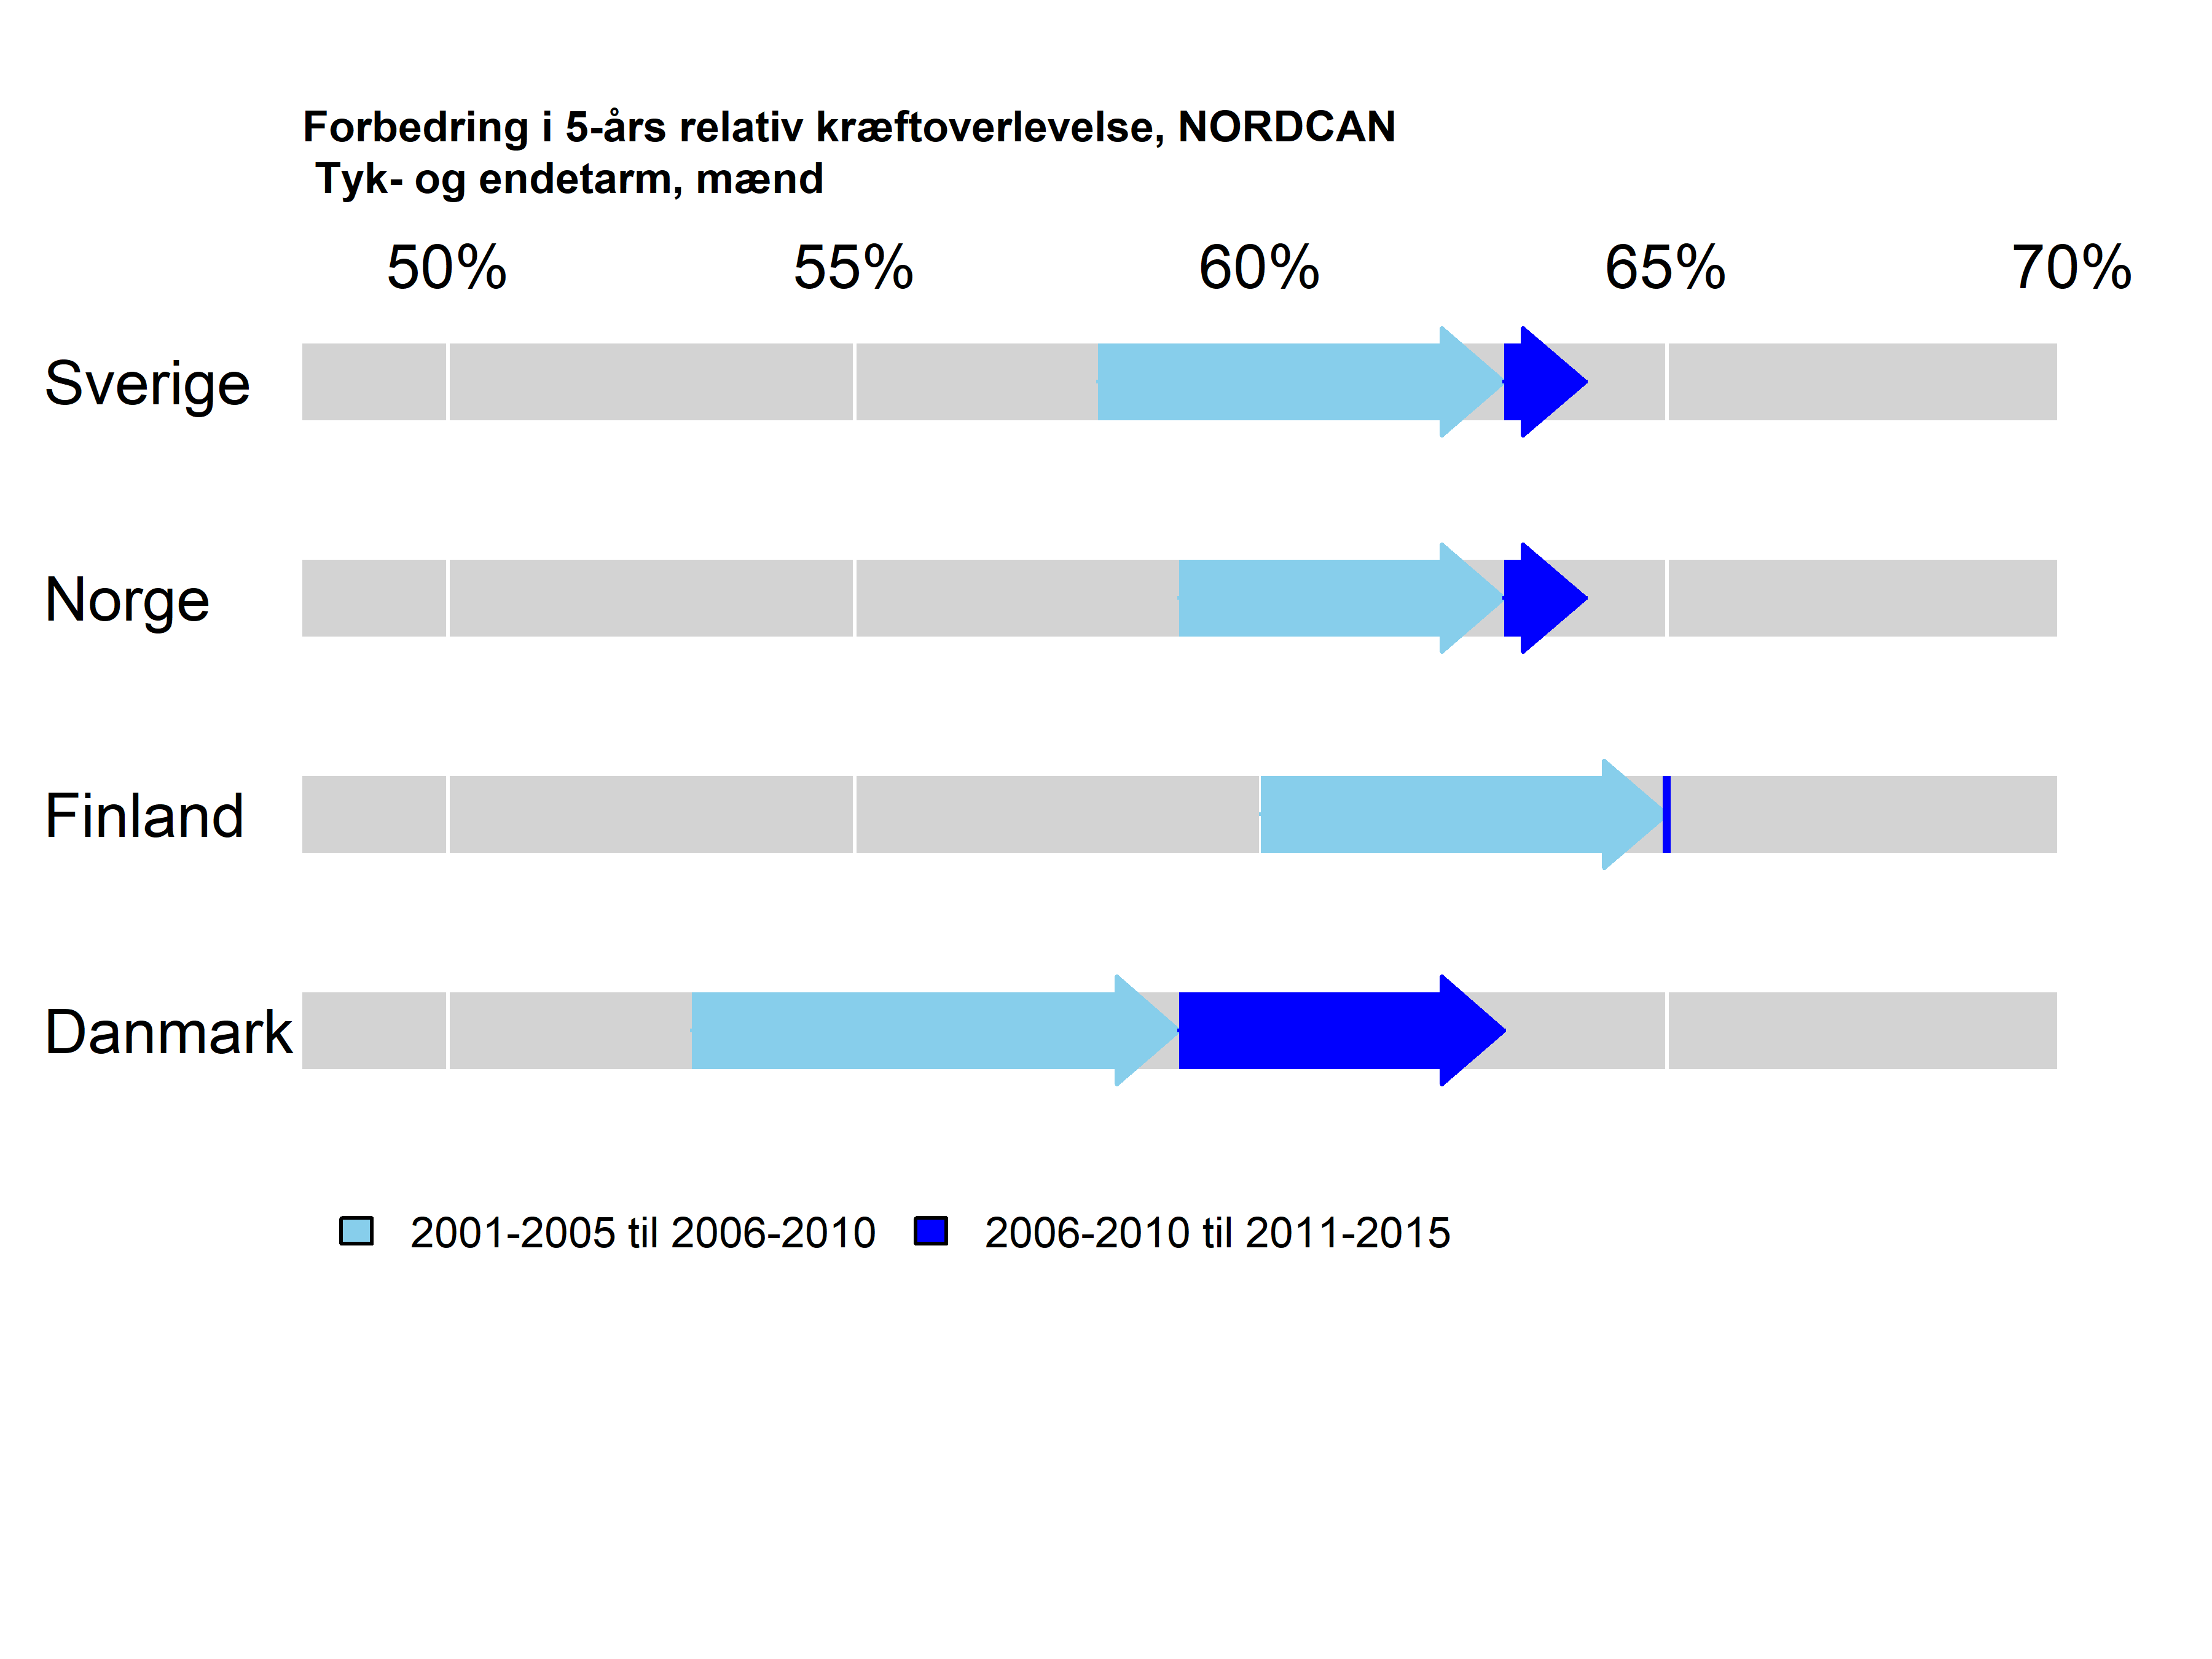 Forbedring i 5-års relativ kræftoverlevelse, NORDCAN
Tyk- og endetarm, mænd
50% 55% 60% 65% 70%
Sverige
Norge
Finland
Danmark
2001-2005 til 2006-2010 2006-2010 til 2011-2015